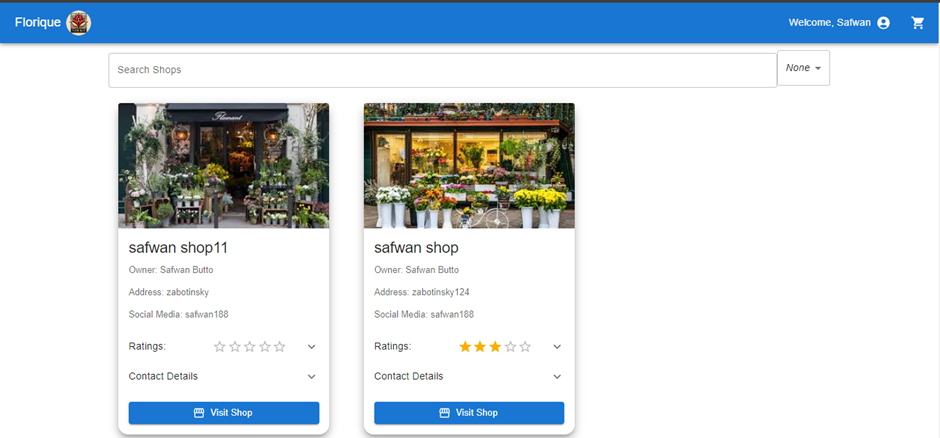 Florique
Welcome, Safwan
Search Shops
None
Flamant
safwan shop11
Owner: Safwan Butto
Address: zabotinsky
Social Media: safwan188
Ratings:
Contact Details
Visit Shop
safwan shop
Owner: Safwan Butto
Address: zabotinsky124
Social Media: safwan188
Ratings:
Contact Details
Visit Shop